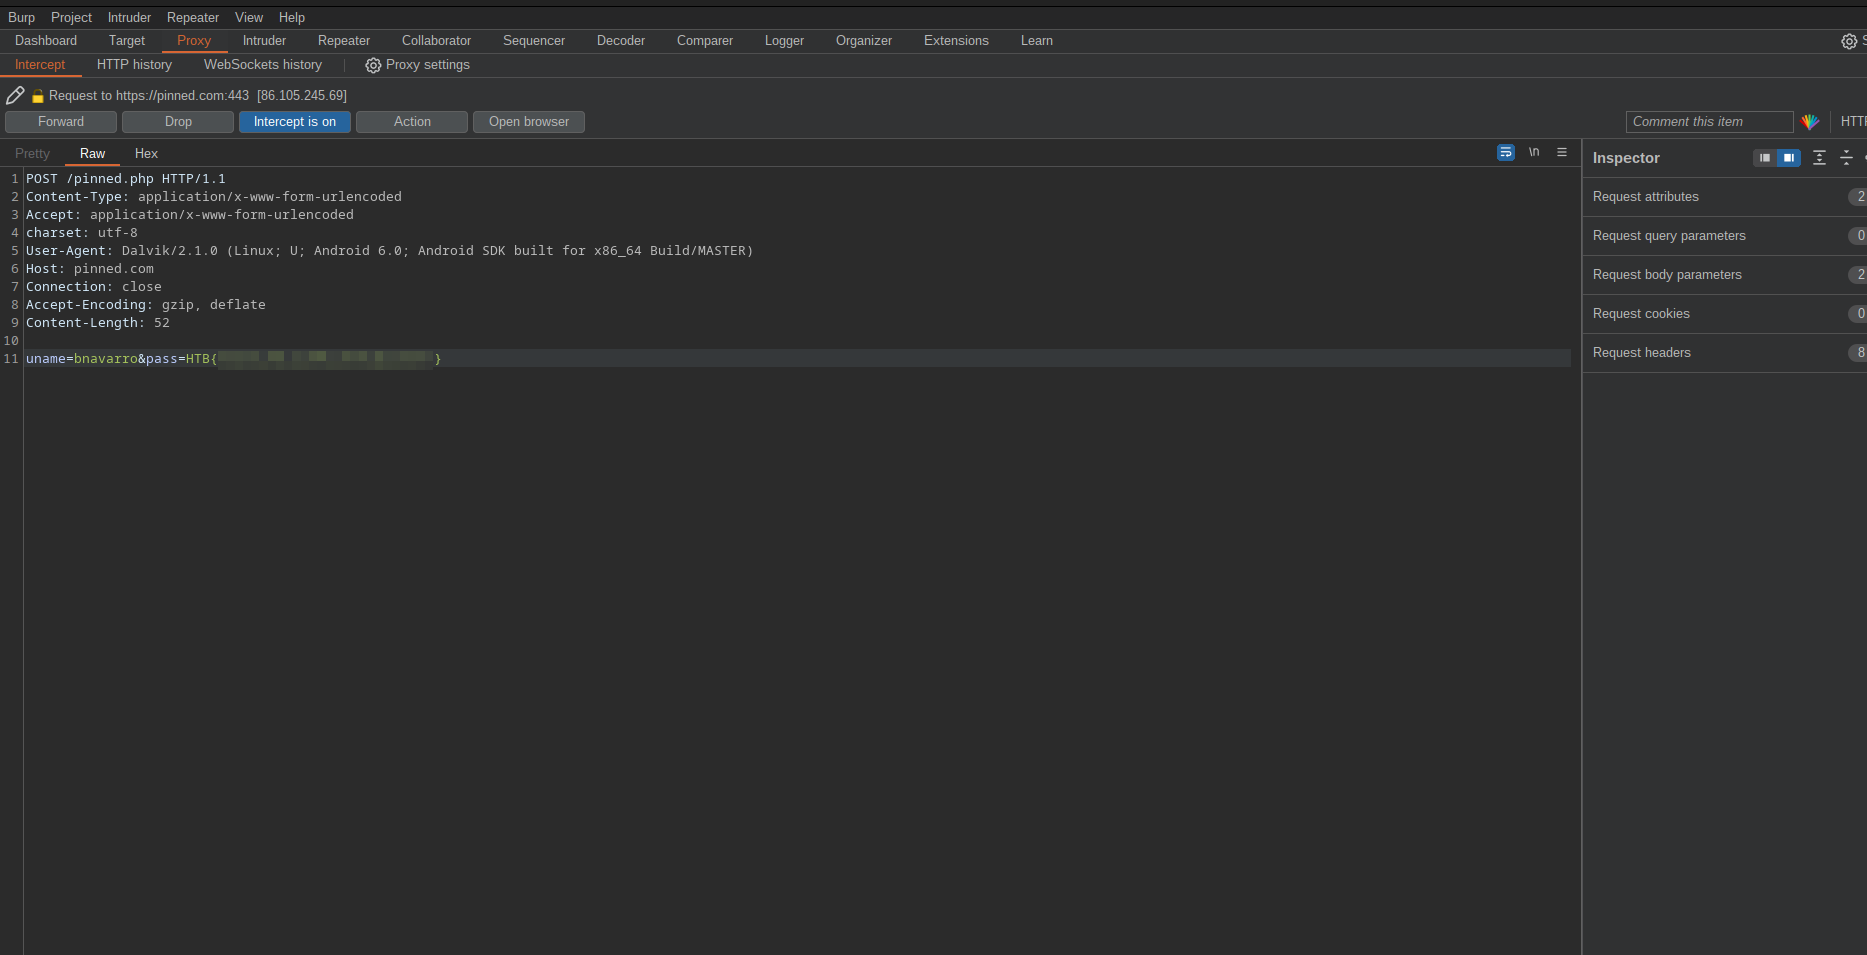 Burp Project Intruder Repeater View Help
Dashboard Target Proxy Intruder Repeater Collaborator Sequencer Decoder Comparer Logger Organizer Extensions Learn
Intercept HTTP history WebSockets history Proxy settings
Request to https://pinned.com:443 [86.105.245.69]
Forward Drop Intercept is on Action Open browser Comment this item HTTP
Pretty Raw Hex \n
Inspector
Request attributes 2
Request query parameters 0
Request body parameters 2
Request cookies 0
Request headers 8
1 POST /pinned.php HTTP/1.1
2 Content-Type: application/x-www-form-urlencoded
3 Accept: application/x-www-form-urlencoded
4 charset: utf-8
5 User-Agent: Dalvik/2.1.0 (Linux; U; Android 6.0; Android SDK built for x86_64 Build/MASTER)
6 Host: pinned.com
7 Connection: close
8 Accept-Encoding: gzip, deflate
9 Content-Length: 52
10
11 uname=bnavarro&pass=HTB{ }